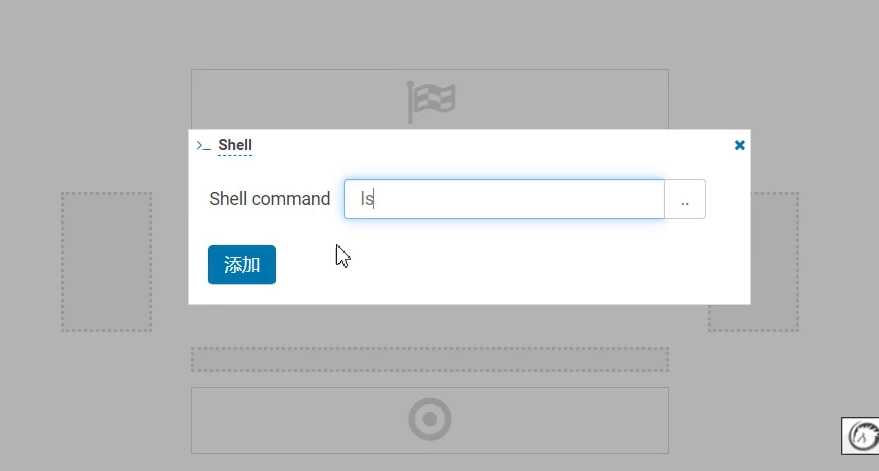 Shell
Shell command ls ..
添加